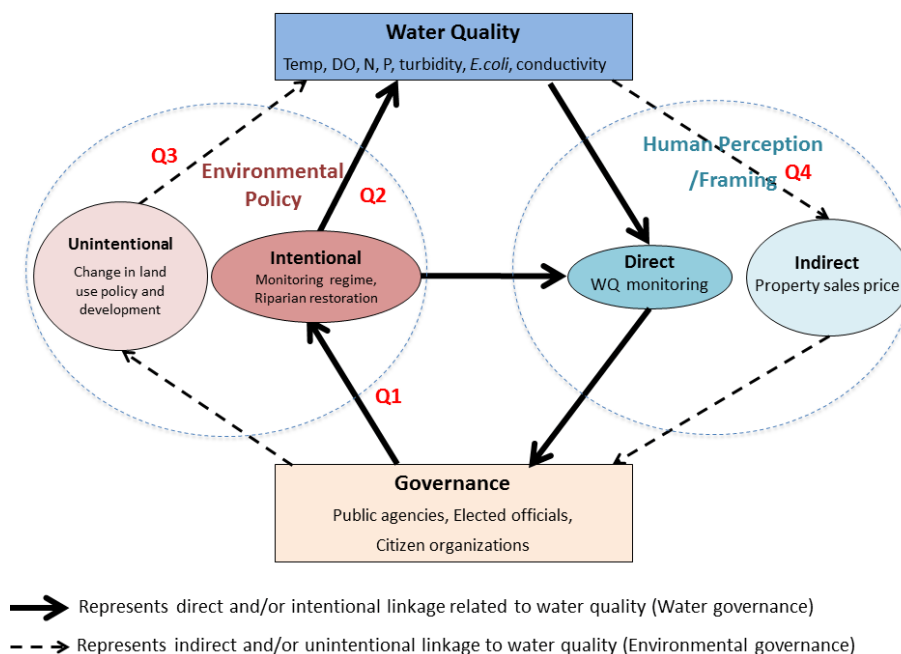 Water Quality
Temp, DO, N, P, turbidity, E.coli, conductivity
Q3
Environmental
Policy
Q2
Human Perception
/Framing
Q4
Unintentional
Change in land
use policy and
development
Intentional
Monitoring regime,
Riparian restoration
Direct
WQ monitoring
Indirect
Property sales price
Q1
Governance
Public agencies, Elected officials,
Citizen organizations
Represents direct and/or intentional linkage related to water quality (Water governance)
Represents indirect and/or unintentional linkage to water quality (Environmental governance)